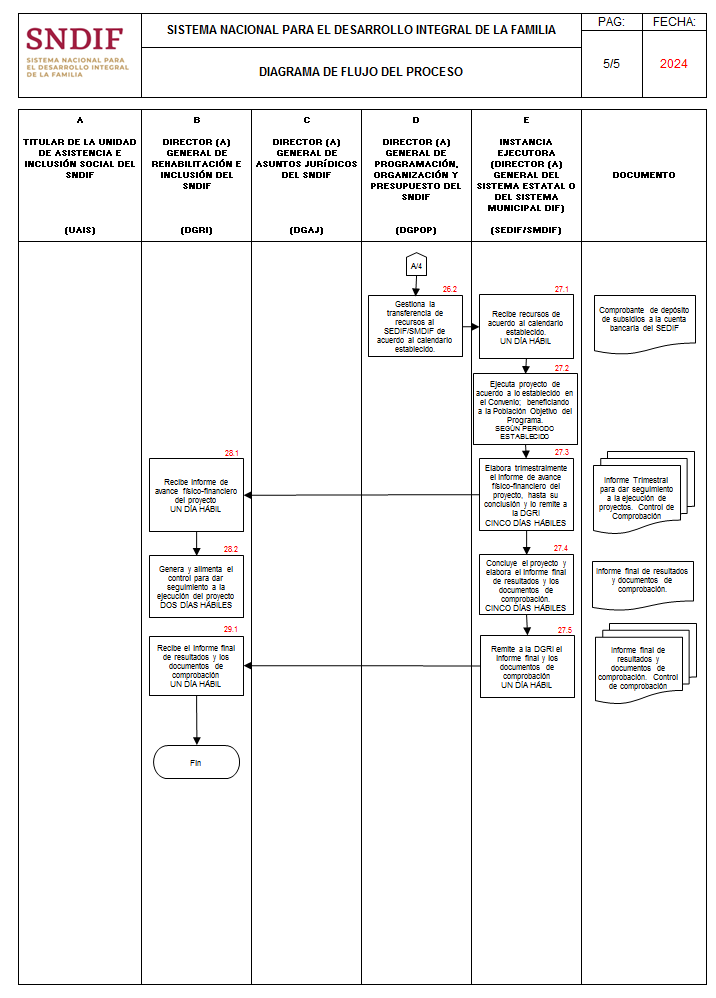 SNDIF
SISTEMA NACIONAL PARA
EL DESARROLLO INTEGRAL
DE LA FAMILIA
SISTEMA NACIONAL PARA EL DESARROLLO INTEGRAL DE LA FAMILIA
DIAGRAMA DE FLUJO DEL PROCESO
PAG:
FECHA:
5/5
2024
A
TITULAR DE LA UNIDAD
DE ASISTENCIA E
INCLUSIÓN SOCIAL DEL
SNDIF
(UAIS)
B
DIRECTOR (A)
GENERAL DE
REHABILITACIÓN E
INCLUSIÓN DEL
SNDIF
(DGRI)
C
DIRECTOR (A)
GENERAL DE
ASUNTOS JURÍDICOS
DEL SNDIF
(DGAJ)
D
DIRECTOR (A)
GENERAL DE
PROGRAMACIÓN,
ORGANIZACIÓN Y
PRESUPUESTO DEL
SNDIF
(DGPOP)
E
INSTANCIA
EJECUTORA
(DIRECTOR (A)
GENERAL DEL
SISTEMA ESTATAL O
DEL SISTEMA
MUNICIPAL DIF)
(SEDIF/SMDIF)
DOCUMENTO
A/4
26.2
Gestiona la
transferencia de
recursos al
SEDIF/SMDIF de
acuerdo al calendario
establecido.
27.1
Recibe recursos de
acuerdo al calendario
establecido.
UN DÍA HÁBIL
Comprobante de depósito
de subsidios a la cuenta
bancaria del SEDIF
27.2
Ejecuta proyecto de
acuerdo a lo establecido en
el Convenio; beneficiando
a la Población Objetivo del
Programa.
SEGÚN PERIODO
ESTABLECIDO
28.1
Recibe informe de
avance físico-financiero
del proyecto
UN DÍA HÁBIL
27.3
Elabora trimestralmente
el informe de avance
físico-financiero del
proyecto, hasta su
conclusión y lo remite a
la DGRI
CINCO DÍAS HÁBILES
Informe Trimestral
para dar seguimiento
a la ejecución de
proyectos. Control de
Comprobación
28.2
Genera y alimenta el
control para dar
seguimiento a la
ejecución del proyecto
DOS DÍAS HÁBILES
27.4
Concluye el proyecto y
elabora el informe final
de resultados y los
documentos de
comprobación.
CINCO DÍAS HÁBILES
Informe final de resultados
y documentos de
comprobación.
29.1
Recibe el informe final
de resultados y los
documentos de
comprobación
UN DÍA HÁBIL
27.5
Remite a la DGRI el
informe final y los
documentos de
comprobación
UN DÍA HÁBIL
Informe final de
resultados y
documentos de
comprobación. Control
de comprobación
Fin